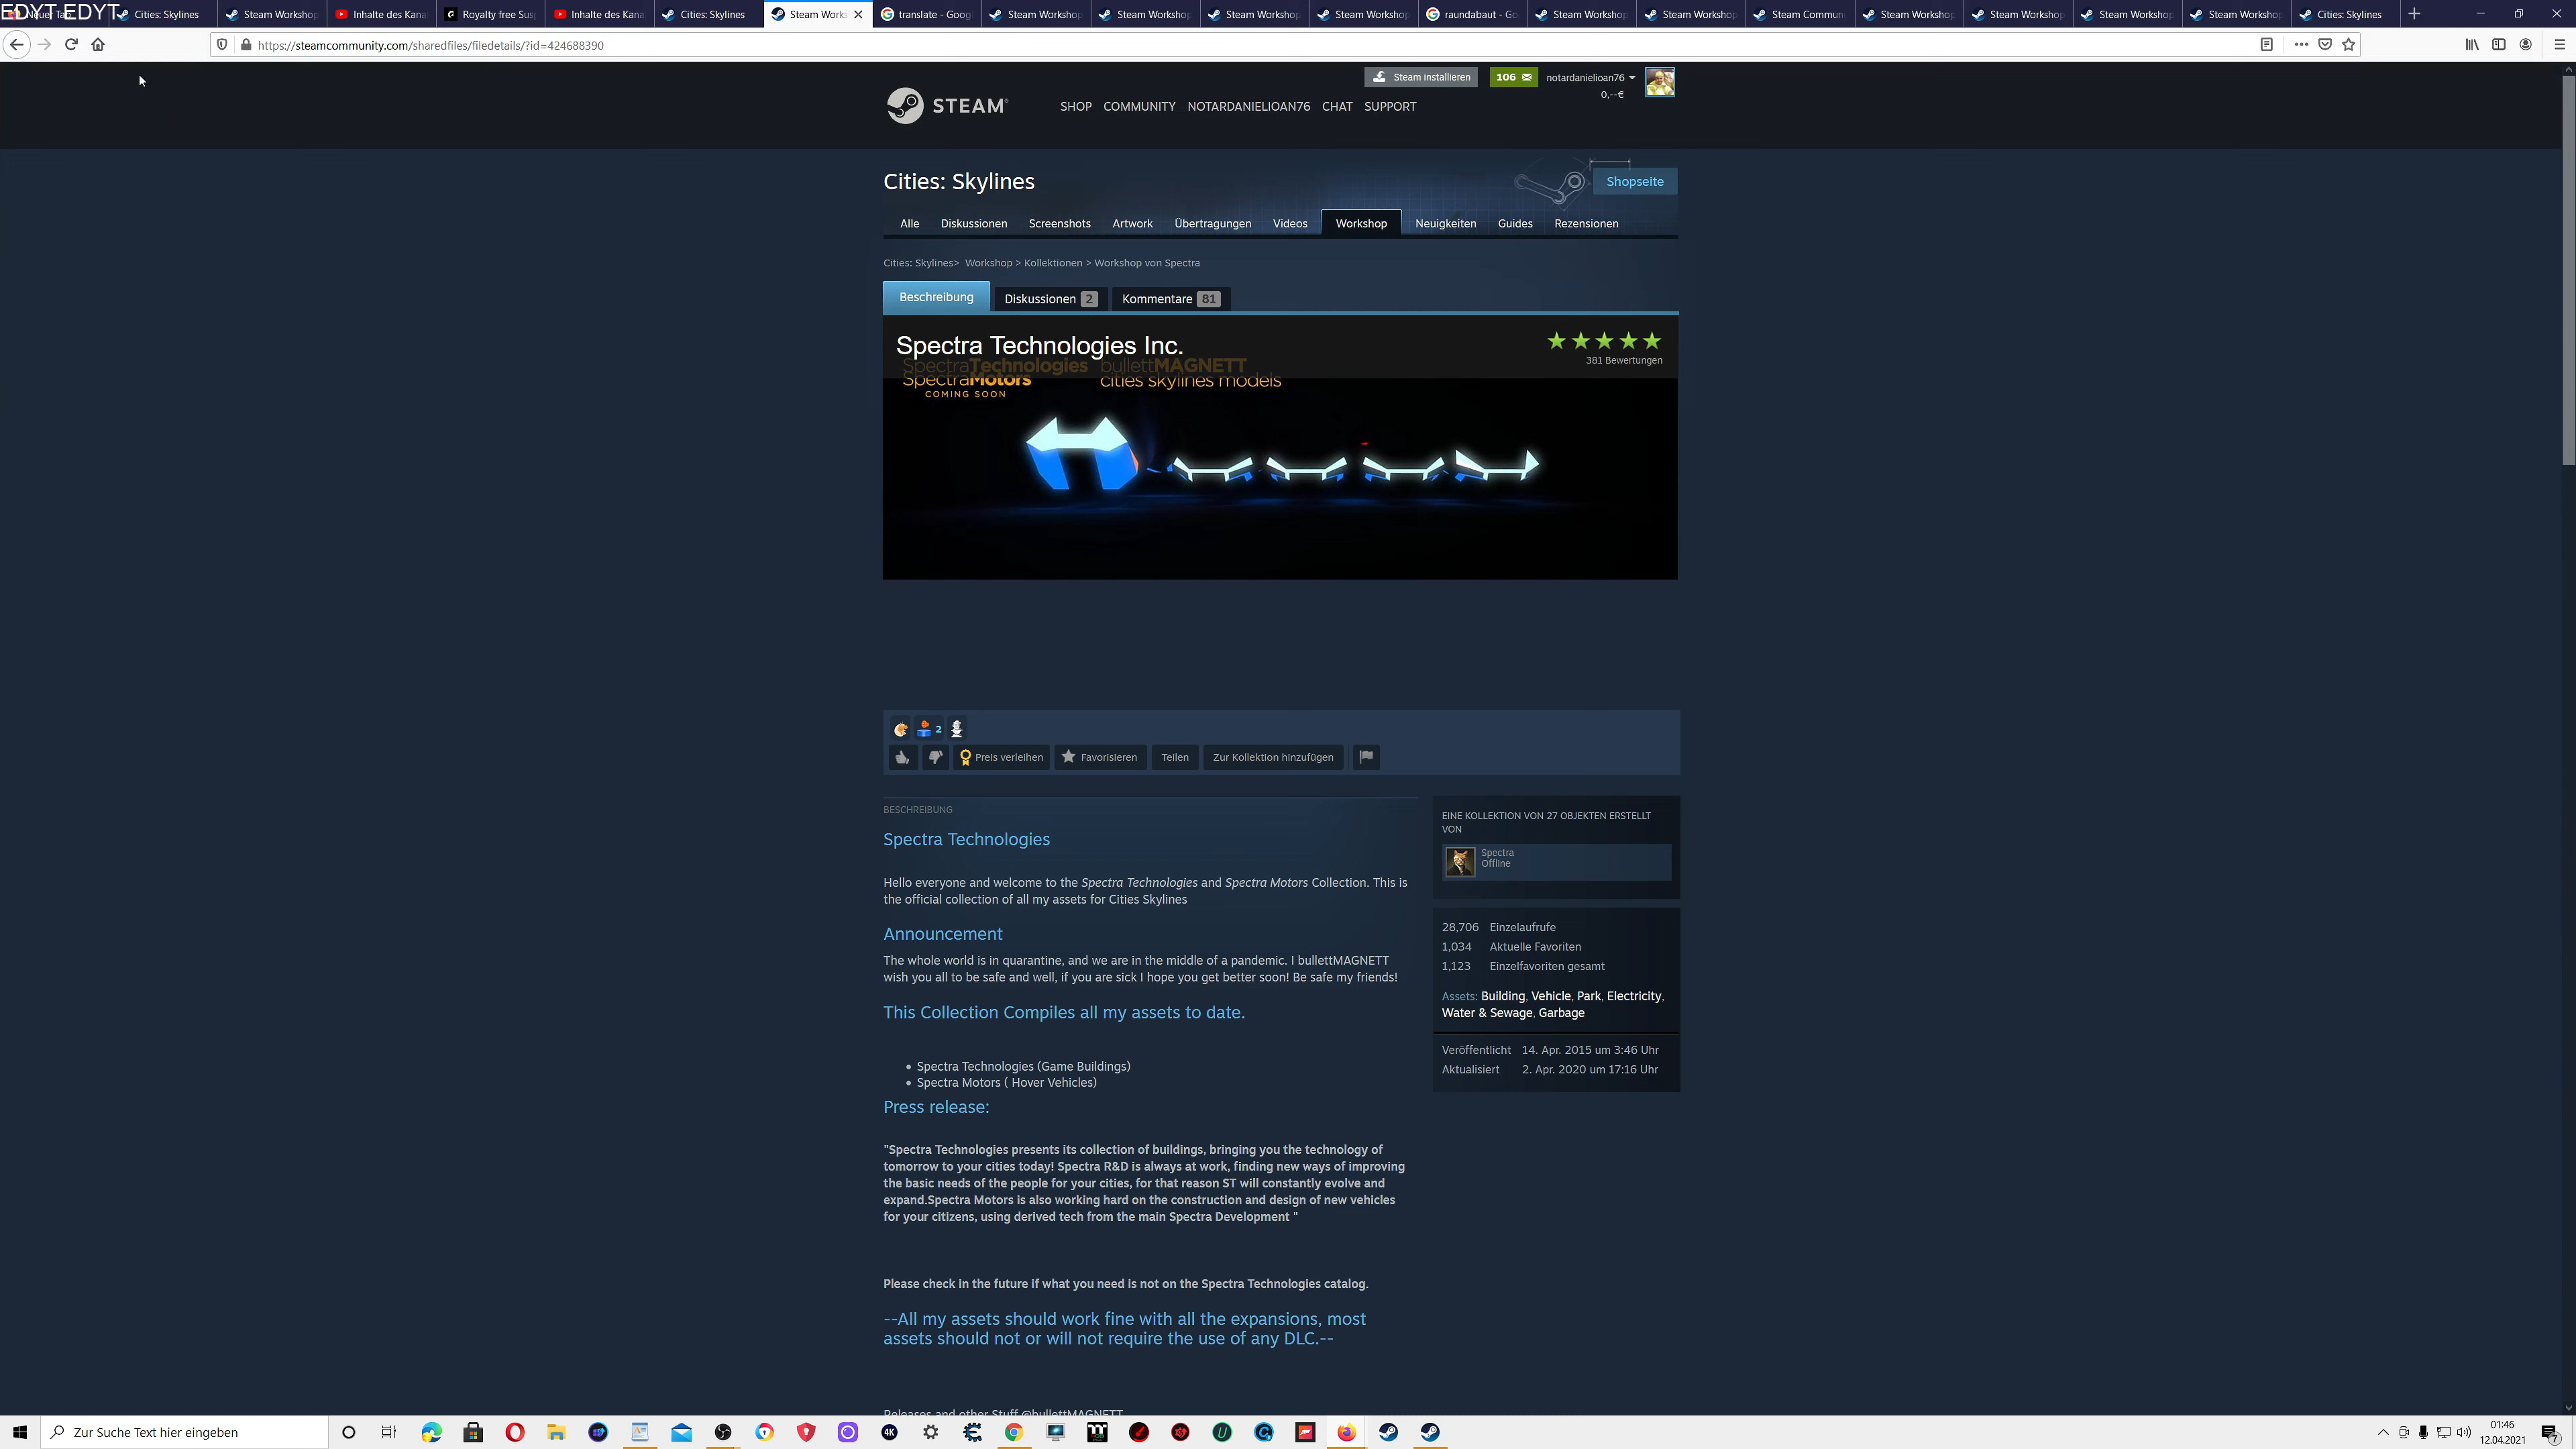 EDYT-EDYT
Neuer Tab
Cities: Skylines
Steam Workshop
Inhalte des Kana
Royalty free Sus
Inhalte des Kana
Cities: Skylines
Steam Works
translate - Goog
Steam Workshop
Steam Workshop
Steam Workshop
Steam Workshop
raundabaut - Go
Steam Workshop
Steam Workshop
Steam Commun
Steam Workshop
Steam Workshop
Steam Workshop
Steam Workshop
Cities: Skylines
https://steamcommunity.com/sharedfiles/filedetails/?id=424688390
Steam installieren
106
notardanielioan76
0,--€
STEAM
SHOP COMMUNITY NOTARDANIELIOAN76 CHAT SUPPORT
Cities: Skylines
Shopseite
Alle Diskussionen Screenshots Artwork Übertragungen Videos Workshop Neuigkeiten Guides Rezensionen
Cities: Skylines> Workshop > Kollektionen > Workshop von Spectra
Beschreibung Diskussionen 2 Kommentare 81
Spectra Technologies Inc.
381 Bewertungen
SpectraTechnologies bullettMAGNETT
SpectraMotors cities skylines models
COMING SOON
2
Preis verleihen Favorisieren Teilen Zur Kollektion hinzufügen
BESCHREIBUNG
Spectra Technologies
Hello everyone and welcome to the Spectra Technologies and Spectra Motors Collection. This is
the official collection of all my assets for Cities Skylines
Announcement
The whole world is in quarantine, and we are in the middle of a pandemic. I bullettMAGNETT
wish you all to be safe and well, if you are sick I hope you get better soon! Be safe my friends!
This Collection Compiles all my assets to date.
Spectra Technologies (Game Buildings)
Spectra Motors ( Hover Vehicles)
Press release:
"Spectra Technologies presents its collection of buildings, bringing you the technology of
tomorrow to your cities today! Spectra R&D is always at work, finding new ways of improving
the basic needs of the people for your cities, for that reason ST will constantly evolve and
expand.Spectra Motors is also working hard on the construction and design of new vehicles
for your citizens, using derived tech from the main Spectra Development "
Please check in the future if what you need is not on the Spectra Technologies catalog.
--All my assets should work fine with all the expansions, most
assets should not or will not require the use of any DLC.--
Releases and other Stuff @bullettMAGNETT
EINE KOLLEKTION VON 27 OBJEKTEN ERSTELLT
VON
Spectra
Offline
28,706 Einzelaufrufe
1,034 Aktuelle Favoriten
1,123 Einzelfavoriten gesamt
Assets: Building, Vehicle, Park, Electricity,
Water & Sewage, Garbage
Veröffentlicht 14. Apr. 2015 um 3:46 Uhr
Aktualisiert 2. Apr. 2020 um 17:16 Uhr
Zur Suche Text hier eingeben
4K
01:46
12.04.2021
7